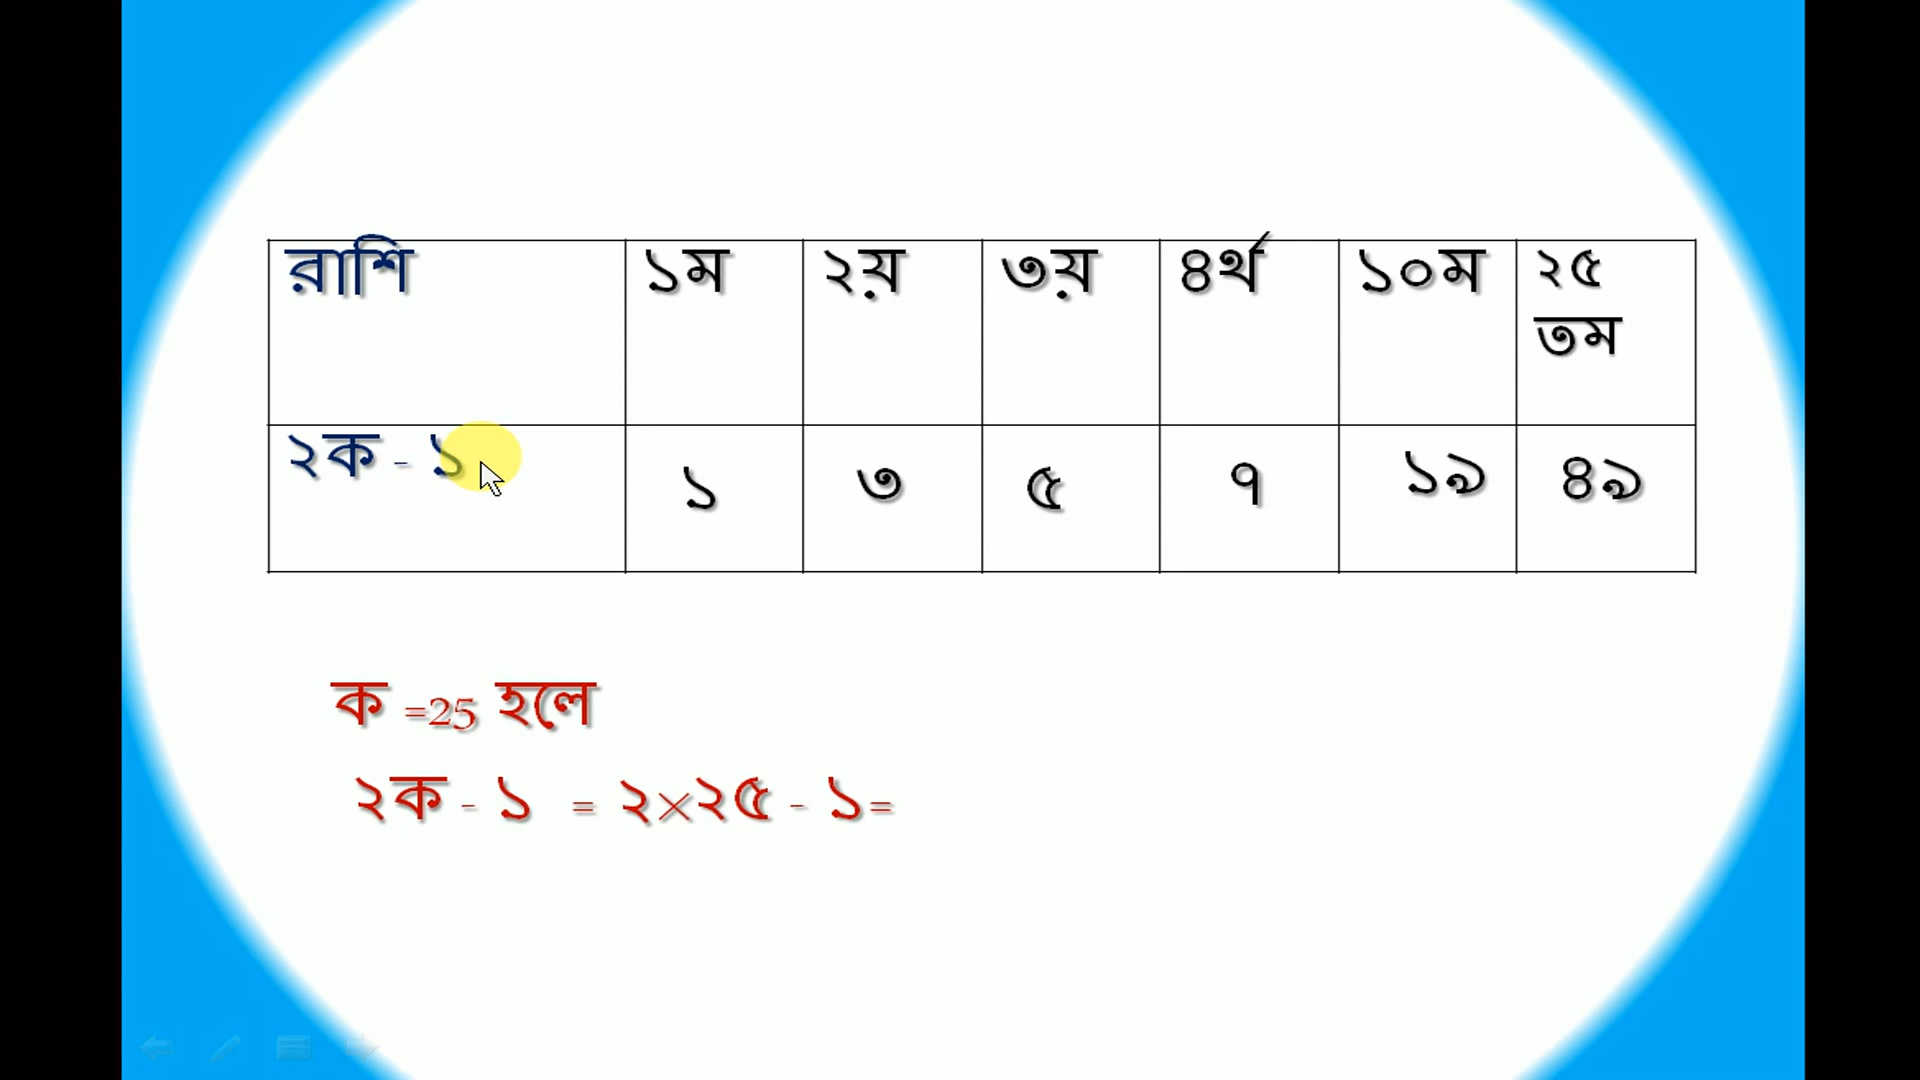 রাশি ১ম ২য় ৩য় ৪র্থ ১০ম ২৫
তম
২ক - ১ ১ ৩ ৫ ৭ ১৯ ৪৯
ক =25 হলে
২ক - ১ = ২×২৫ - ১=